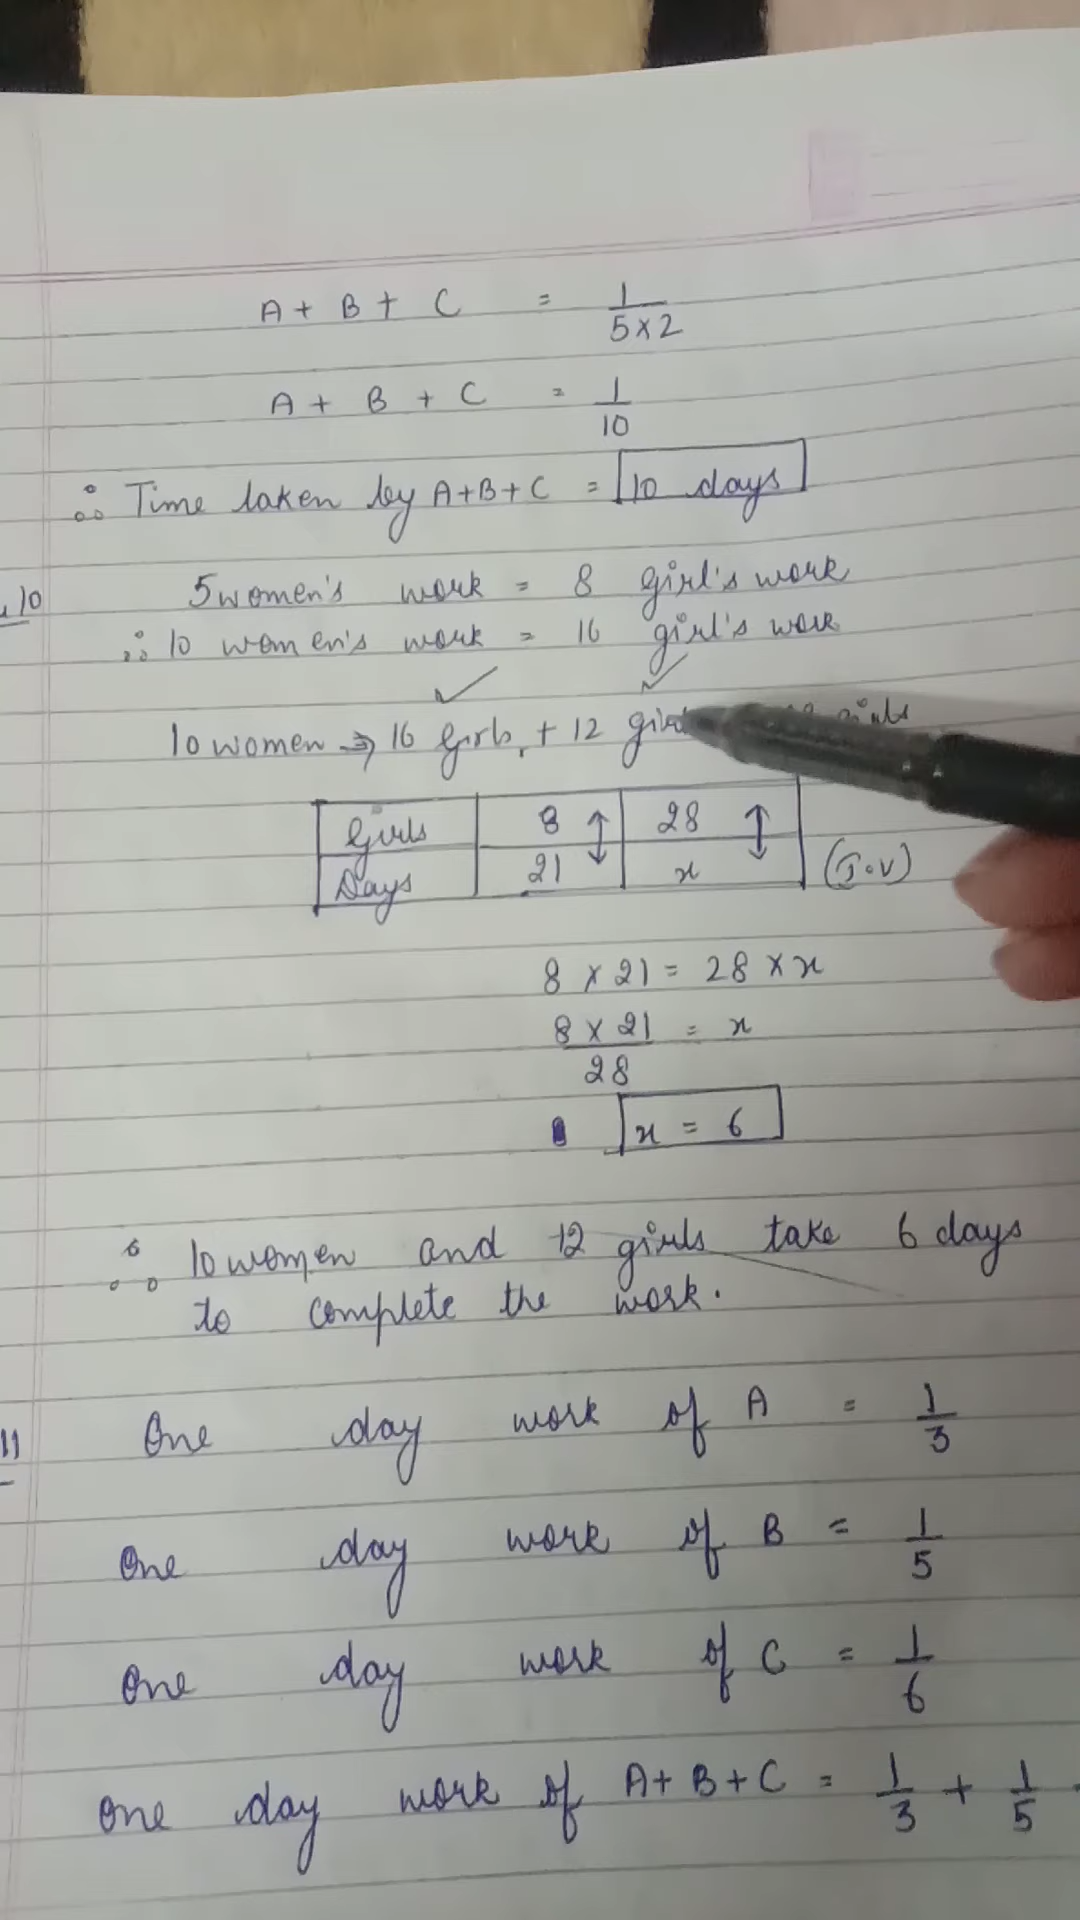 A + B + C = 1/5×2
A + B + C = 1/10
∴ Time taken by A+B+C = 10 days
10 5 women's work = 8 girl's work
∴ 10 women's work = 16 girl's work
✓ ✓
10 women ⇒ 16 girls, + 12 girls
Girls 8 ↕ 28 ↕
Days 21 x (I.V)
8 × 21 = 28 × x
8 × 21/28 = x
x = 6
∴ 10 women and 12 girls take 6 days
to complete the work.
11 One day work of A = 1/3
One day work of B = 1/5
One day work of C = 1/6
One day work of A+B+C = 1/3 + 1/5